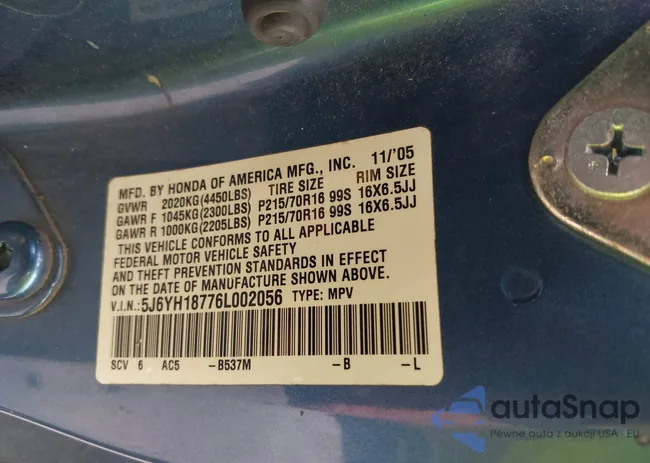 MFD. BY HONDA OF AMERICA MFG., INC. 11/'05
GVWR 2020KG(4450LBS) TIRE SIZE RIM SIZE
GAWR F 1045KG(2300LBS) P215/70R16 99S 16X6.5JJ
GAWR R 1000KG(2205LBS) P215/70R16 99S 16X6.5JJ
THIS VEHICLE CONFORMS TO ALL APPLICABLE
FEDERAL MOTOR VEHICLE SAFETY
AND THEFT PREVENTION STANDARDS IN EFFECT
ON THE DATE OF MANUFACTURE SHOWN ABOVE.
V.I.N.: 5J6YH18776L002056 TYPE: MPV
SCV 6 AC5 -B537M -B -L
autaSnap
Pewne auta z aukcji USA · EU